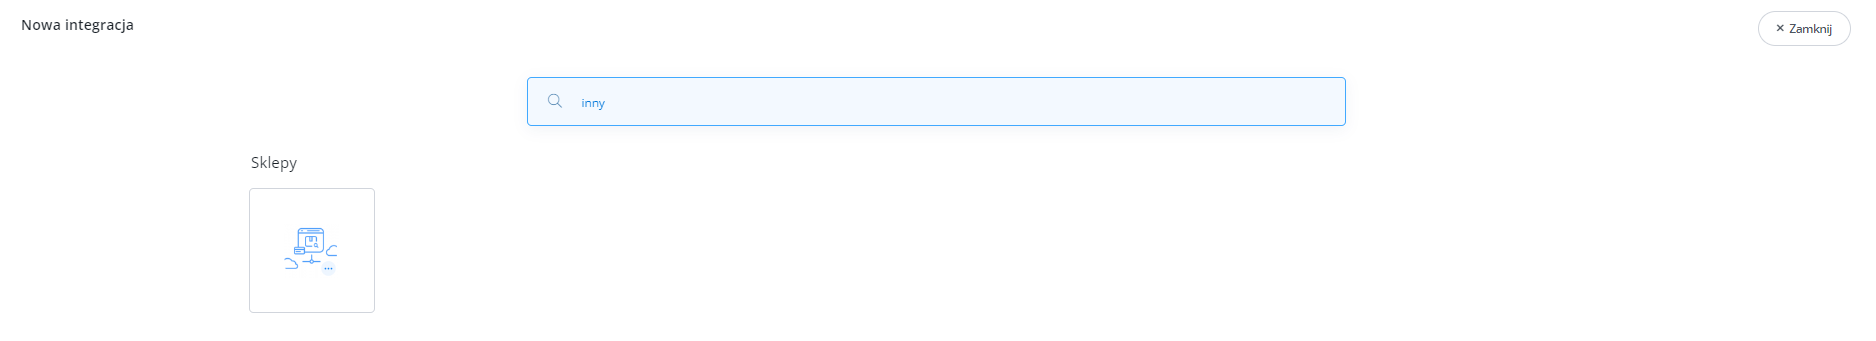 Nowa integracja
× Zamknij
inny
Sklepy